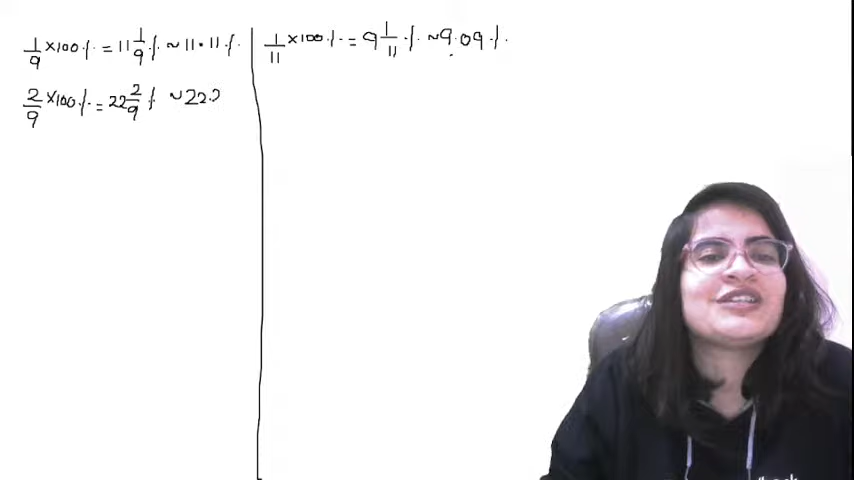 1/9 ×100 % = 11 1/9 % ~ 11.11 %.
2/9 ×100 % = 22 2/9 % ~ 22.2
1/11 ×100 % = 9 1/11 % ~ 9.09 %.